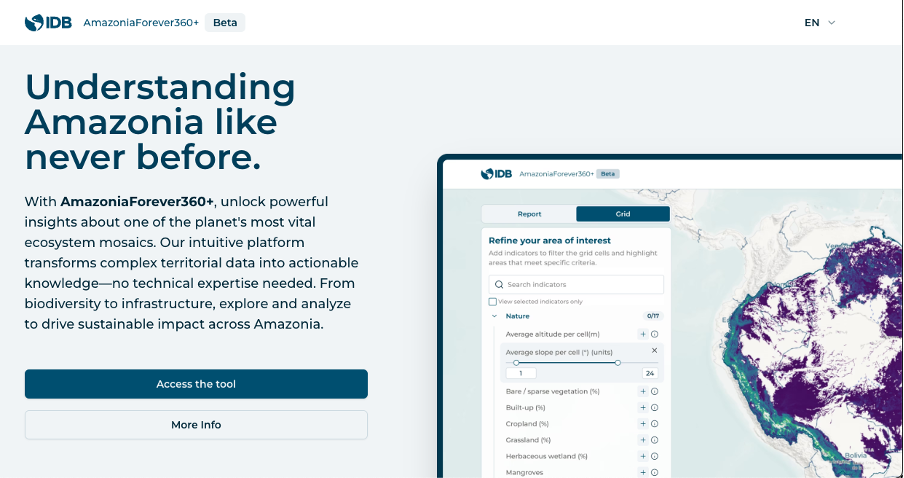 IDB AmazoniaForever360+ Beta EN
Understanding
Amazonia like
never before.
With AmazoniaForever360+, unlock powerful
insights about one of the planet's most vital
ecosystem mosaics. Our intuitive platform
transforms complex territorial data into actionable
knowledge—no technical expertise needed. From
biodiversity to infrastructure, explore and analyze
to drive sustainable impact across Amazonia.
Access the tool
More Info
IDB AmazoniaForever360+ Beta
Report Grid
Refine your area of interest
Add indicators to filter the grid cells and highlight
areas that meet specific criteria.
Search indicators
View selected indicators only
Nature 0/17
Average altitude per cell(m)
Average slope per cell (°) (units)
1 24
Bare / sparse vegetation (%)
Built-up (%)
Cropland (%)
Grassland (%)
Herbaceous wetland (%)
Mangroves
Bolivia